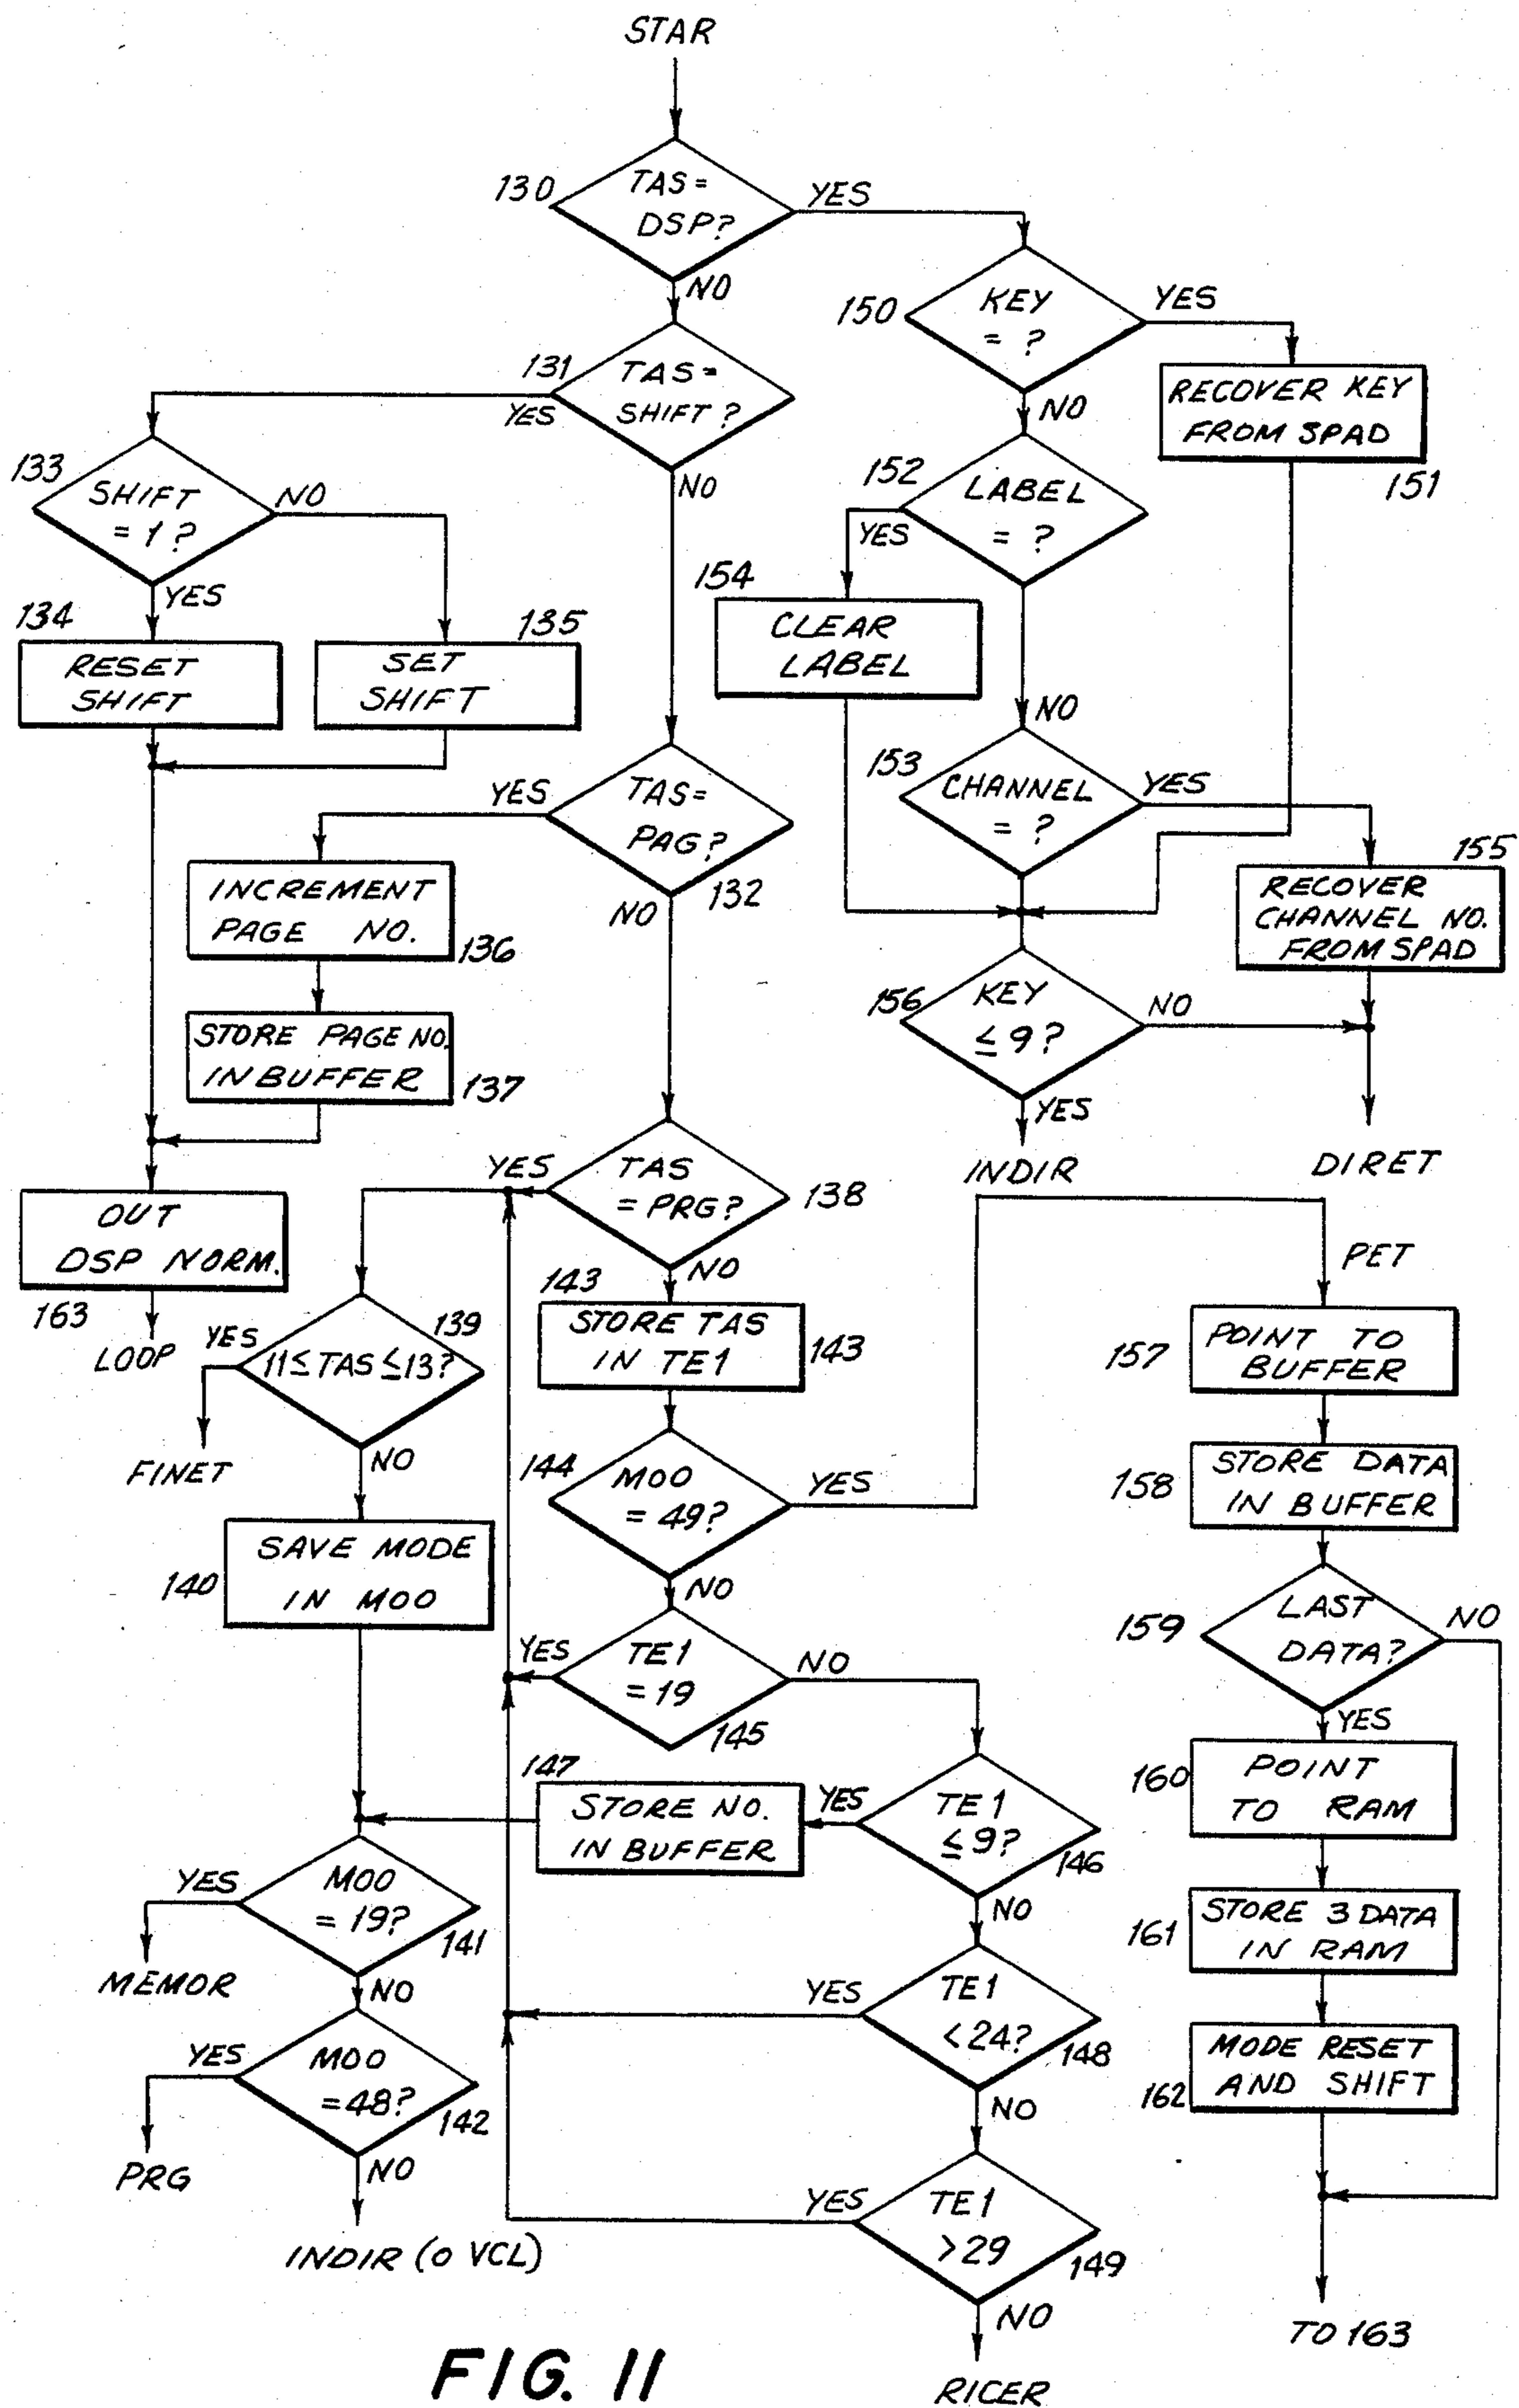 STAR
130
TAS =
DSP?
YES
NO
150
KEY
= ?
YES
NO
RECOVER KEY
FROM SPAD
151
131
TAS =
SHIFT?
YES
NO
133
SHIFT
= 1?
NO
YES
134
RESET
SHIFT
135
SET
SHIFT
152
LABEL
= ?
YES
NO
154
CLEAR
LABEL
153
CHANNEL
= ?
YES
155
RECOVER
CHANNEL NO.
FROM SPAD
YES
TAS=
PAG?
132
NO
INCREMENT
PAGE NO.
136
STORE PAGE NO.
IN BUFFER
137
156
KEY
≤ 9?
NO
YES
INDIR
DIRET
OUT
DSP NORM.
163
LOOP
YES
TAS
= PRG?
138
NO
143
STORE TAS
IN TE1
143
139
11 ≤ TAS ≤ 13?
YES
FINET
NO
140
SAVE MODE
IN MOO
144
MOO
= 49?
YES
NO
PET
157
POINT TO
BUFFER
158
STORE DATA
IN BUFFER
159
LAST
DATA?
NO
YES
160
POINT
TO RAM
161
STORE 3 DATA
IN RAM
162
MODE RESET
AND SHIFT
TO 163
YES
TE1
= 19
145
NO
147
STORE NO.
IN BUFFER
YES
TE1
≤ 9?
146
NO
YES
MOO
= 19?
141
MEMOR
NO
YES
MOO
=48?
142
PRG
NO
INDIR (O VCL)
YES
TE1
< 24?
148
NO
YES
TE1
> 29
149
NO
RICER
FIG. 11